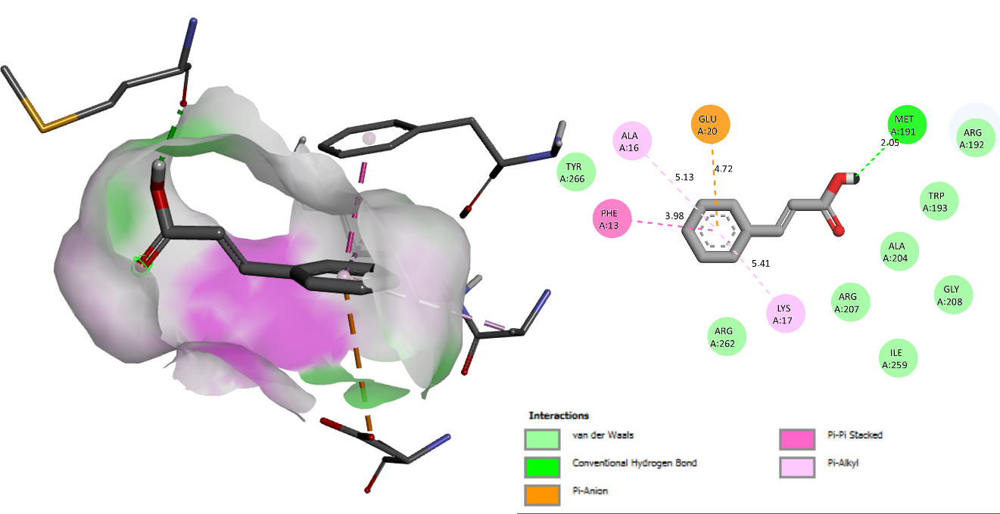 GLU
A:20
MET
A:191
2.05
ARG
A:192
ALA
A:16
TYR
A:266
5.13
4.72
TRP
A:193
PHE
A:13
3.98
ALA
A:204
5.41
GLY
A:208
ARG
A:207
LYS
A:17
ARG
A:262
ILE
A:259
Interactions
van der Waals
Conventional Hydrogen Bond
Pi-Anion
Pi-Pi Stacked
Pi-Alkyl